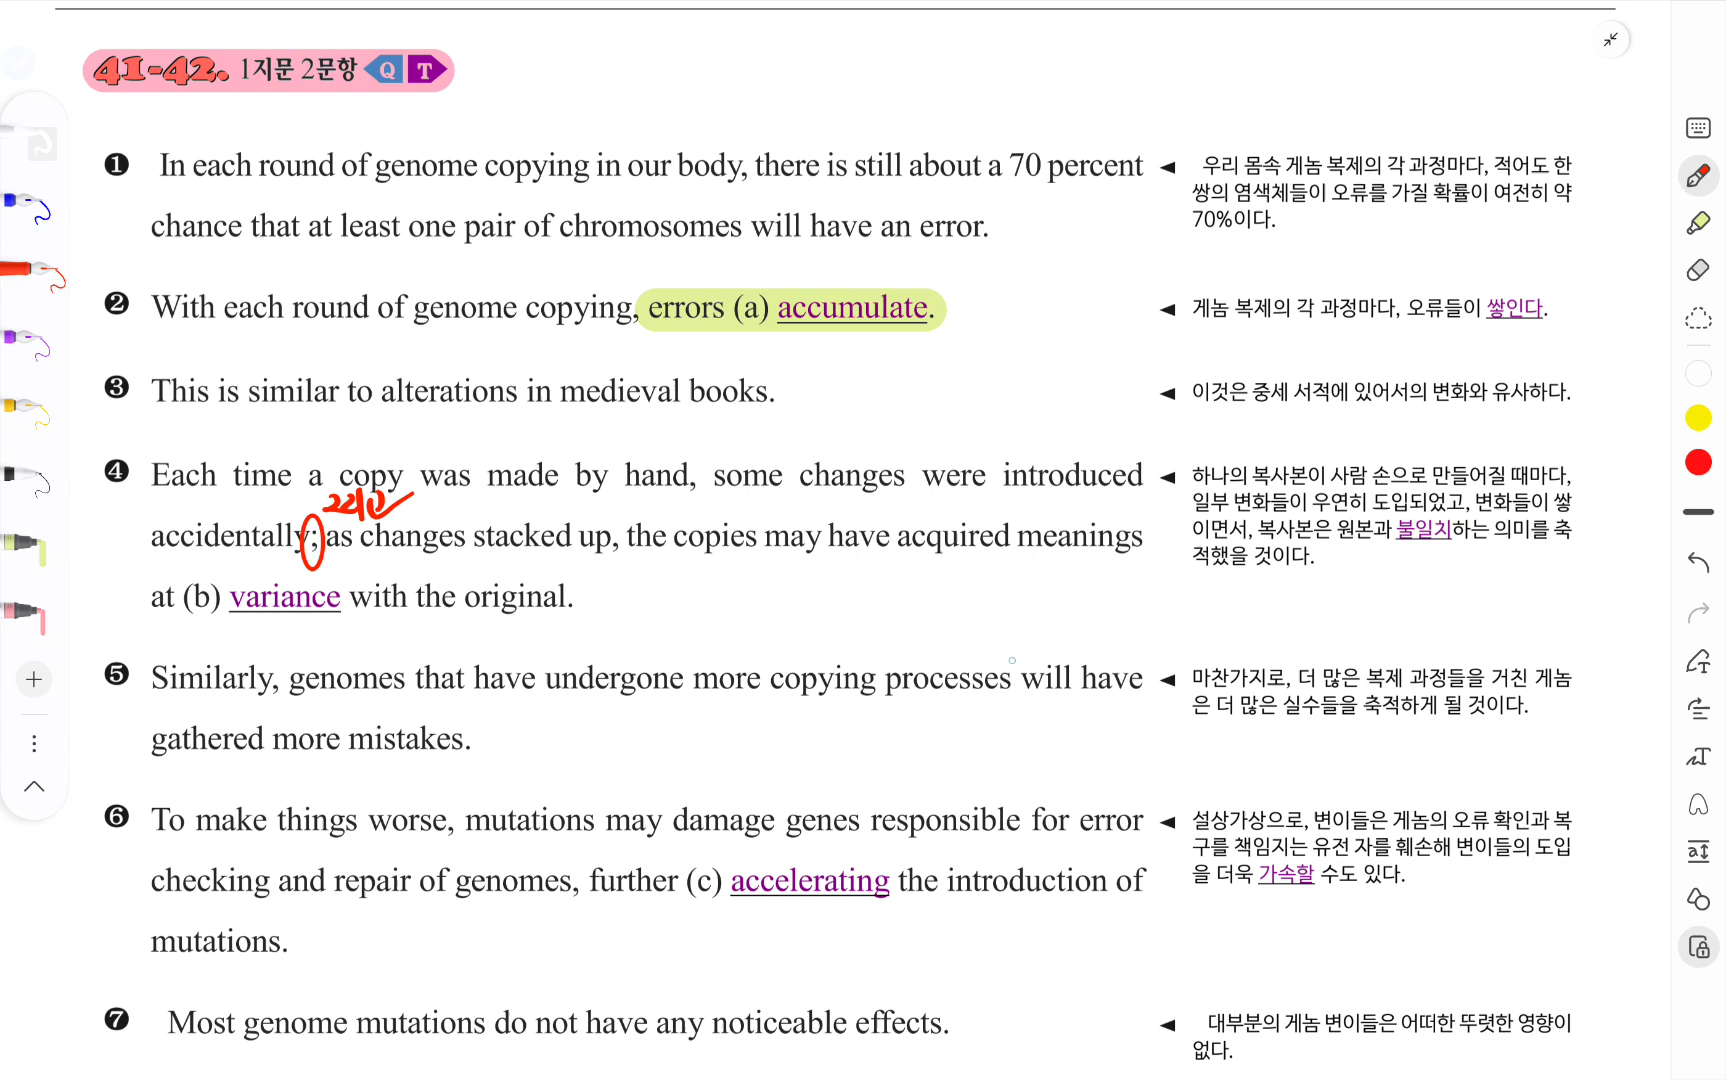 41-42. 1지문 2문항 Q T
❶ In each round of genome copying in our body, there is still about a 70 percent
chance that at least one pair of chromosomes will have an error.
◄ 우리 몸속 게놈 복제의 각 과정마다, 적어도 한
쌍의 염색체들이 오류를 가질 확률이 여전히 약
70%이다.
❷ With each round of genome copying, errors (a) accumulate.
◄ 게놈 복제의 각 과정마다, 오류들이 쌓인다.
❸ This is similar to alterations in medieval books.
◄ 이것은 중세 서적에 있어서의 변화와 유사하다.
❹ Each time a copy was made by hand, some changes were introduced
accidentally; as changes stacked up, the copies may have acquired meanings
at (b) variance with the original.
◄ 하나의 복사본이 사람 손으로 만들어질 때마다,
일부 변화들이 우연히 도입되었고, 변화들이 쌓
이면서, 복사본은 원본과 불일치하는 의미를 축
적했을 것이다.
❺ Similarly, genomes that have undergone more copying processes will have
gathered more mistakes.
◄ 마찬가지로, 더 많은 복제 과정들을 거친 게놈
은 더 많은 실수들을 축적하게 될 것이다.
❻ To make things worse, mutations may damage genes responsible for error
checking and repair of genomes, further (c) accelerating the introduction of
mutations.
◄ 설상가상으로, 변이들은 게놈의 오류 확인과 복
구를 책임지는 유전 자를 훼손해 변이들의 도입
을 더욱 가속할 수도 있다.
❼ Most genome mutations do not have any noticeable effects.
◄ 대부분의 게놈 변이들은 어떠한 뚜렷한 영향이
없다.